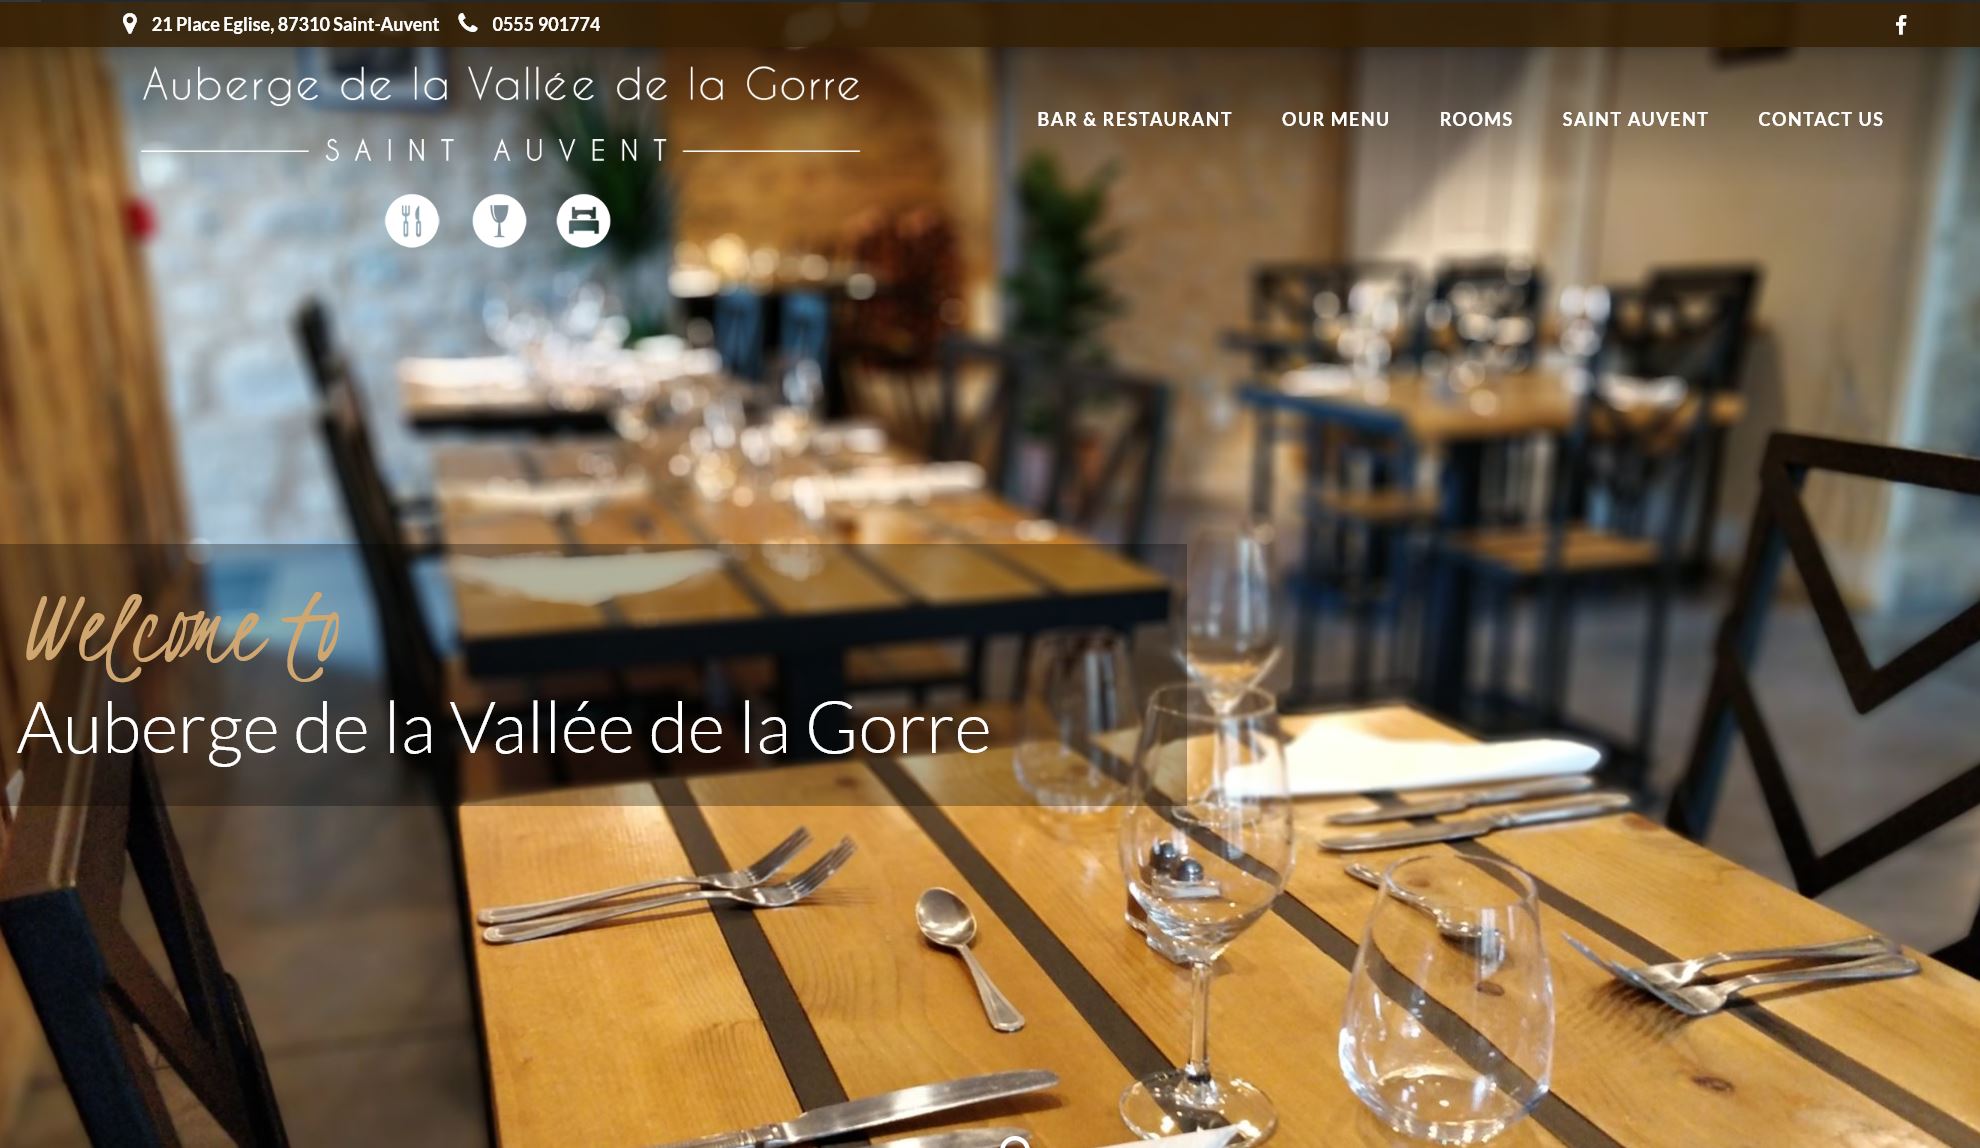 21 Place Eglise, 87310 Saint-Auvent 0555 901774
Auberge de la Vallée de la Gorre
SAINT AUVENT
BAR & RESTAURANT OUR MENU ROOMS SAINT AUVENT CONTACT US
Welcome to
Auberge de la Vallée de la Gorre